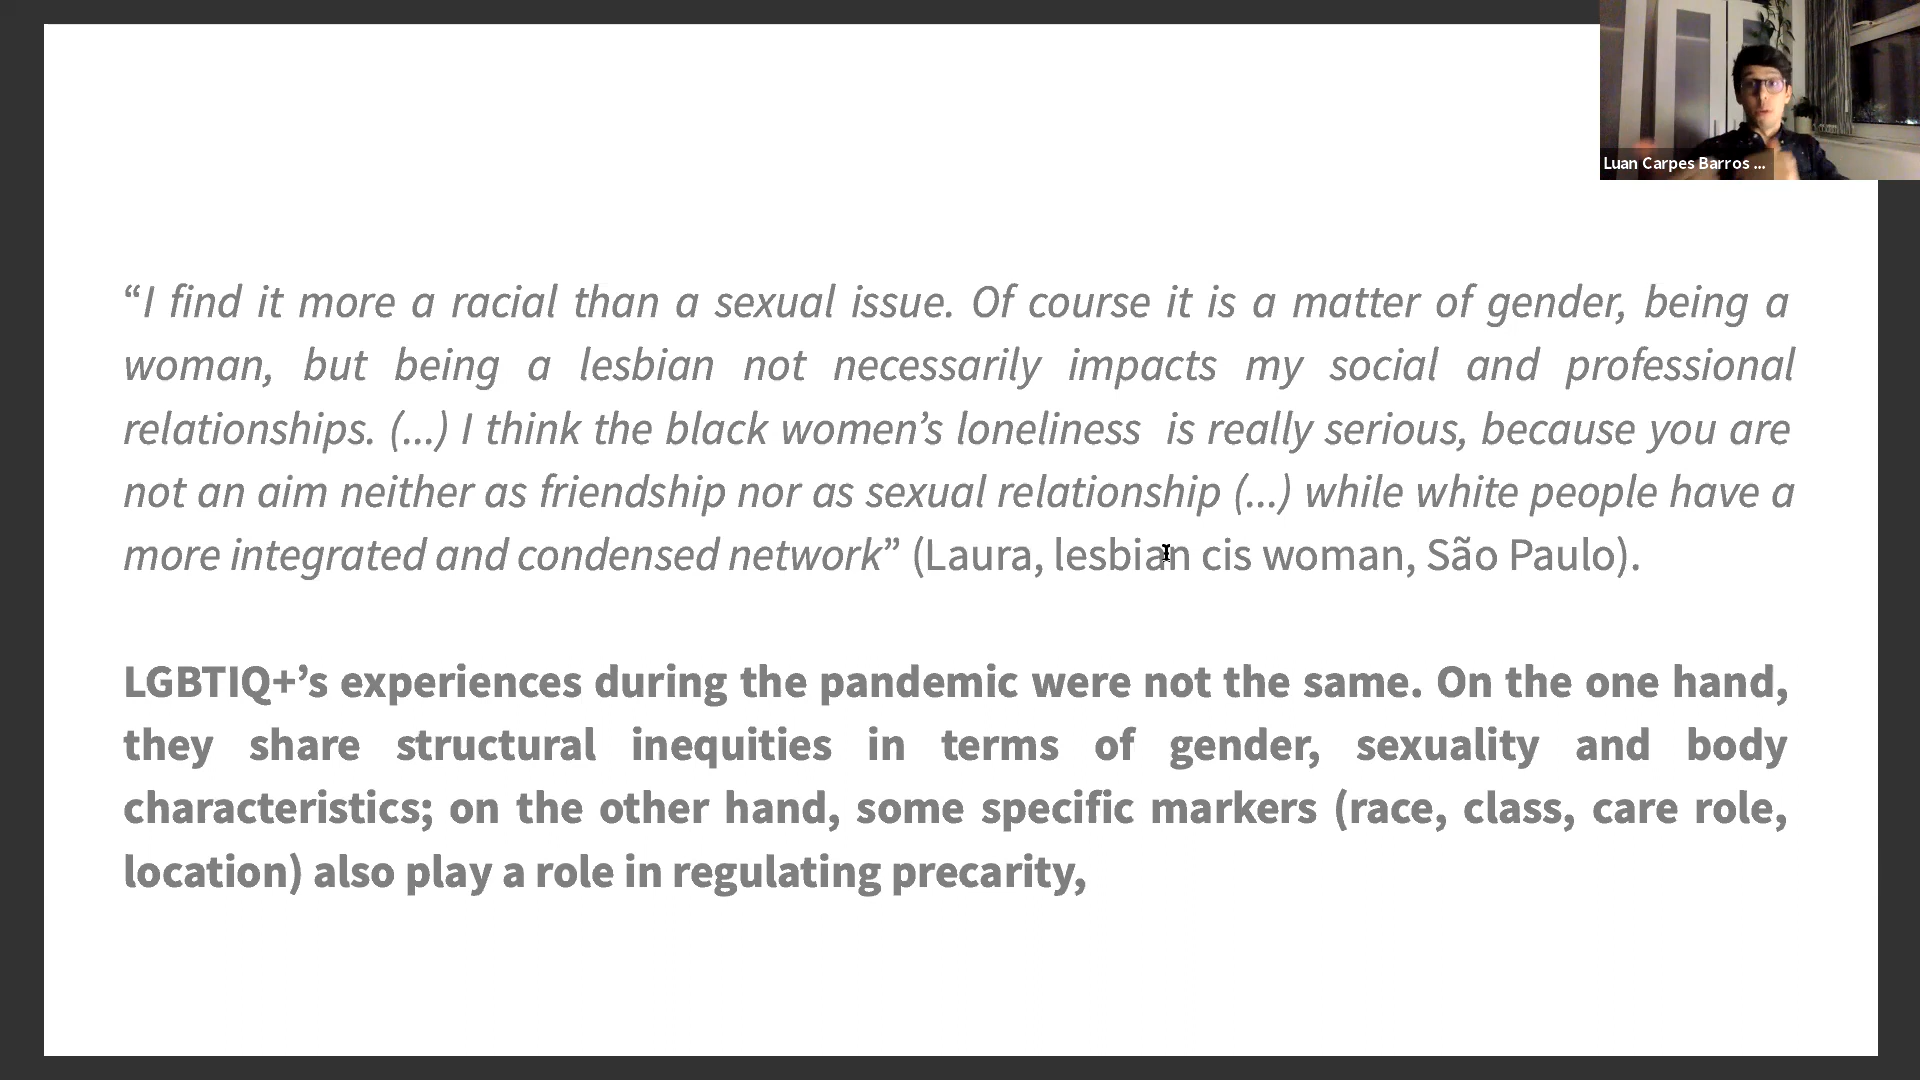 Luan Carpes Barros ...
“I find it more a racial than a sexual issue. Of course it is a matter of gender, being a
woman, but being a lesbian not necessarily impacts my social and professional
relationships. (...) I think the black women’s loneliness  is really serious, because you are
not an aim neither as friendship nor as sexual relationship (...) while white people have a
more integrated and condensed network” (Laura, lesbian cis woman, São Paulo).
LGBTIQ+’s experiences during the pandemic were not the same. On the one hand,
they share structural inequities in terms of gender, sexuality and body
characteristics; on the other hand, some specific markers (race, class, care role,
location) also play a role in regulating precarity,